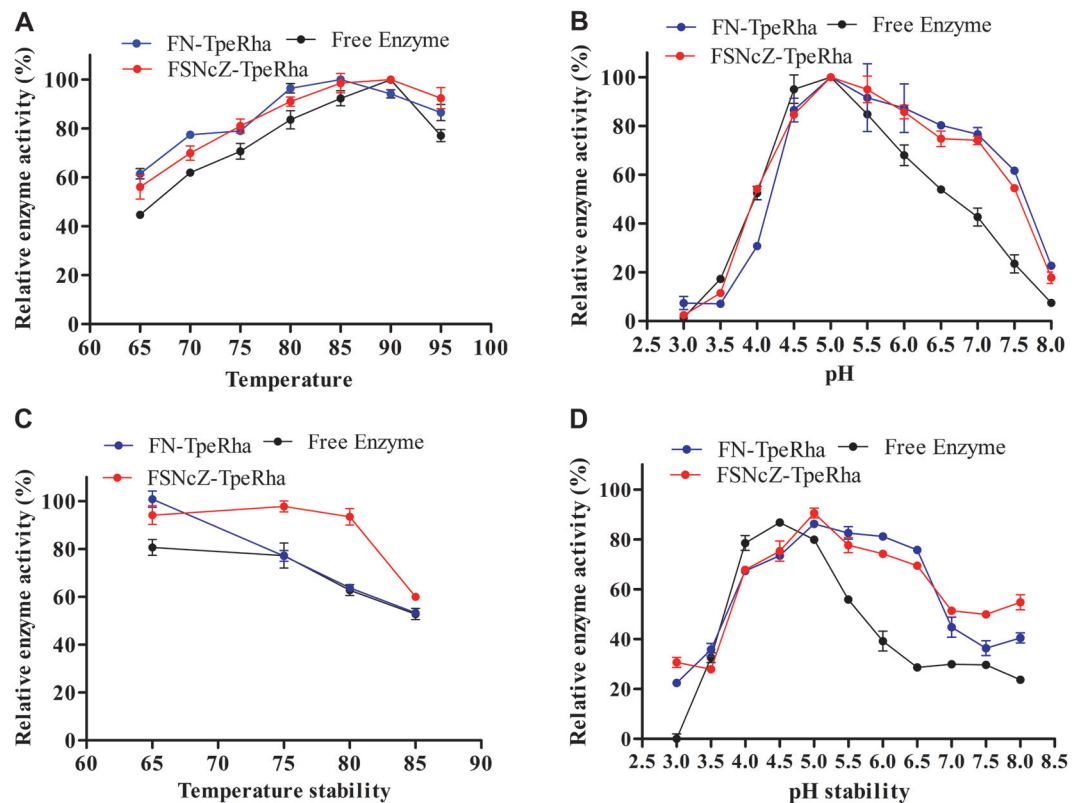 A
FN-TpeRha
Free Enzyme
FSNcZ-TpeRha
Relative enzyme activity (%)
100
80
60
40
20
0
60 65 70 75 80 85 90 95 100
Temperature
B
FN-TpeRha
Free Enzyme
FSNcZ-TpeRha
Relative enzyme activity (%)
100
80
60
40
20
0
2.5 3.0 3.5 4.0 4.5 5.0 5.5 6.0 6.5 7.0 7.5 8.0
pH
C
FN-TpeRha
Free Enzyme
FSNcZ-TpeRha
Relative enzyme activity (%)
100
80
60
40
20
0
60 65 70 75 80 85 90
Temperature stability
D
FN-TpeRha
Free Enzyme
FSNcZ-TpeRha
Relative enzyme activity (%)
100
80
60
40
20
0
2.5 3.0 3.5 4.0 4.5 5.0 5.5 6.0 6.5 7.0 7.5 8.0 8.5
pH stability